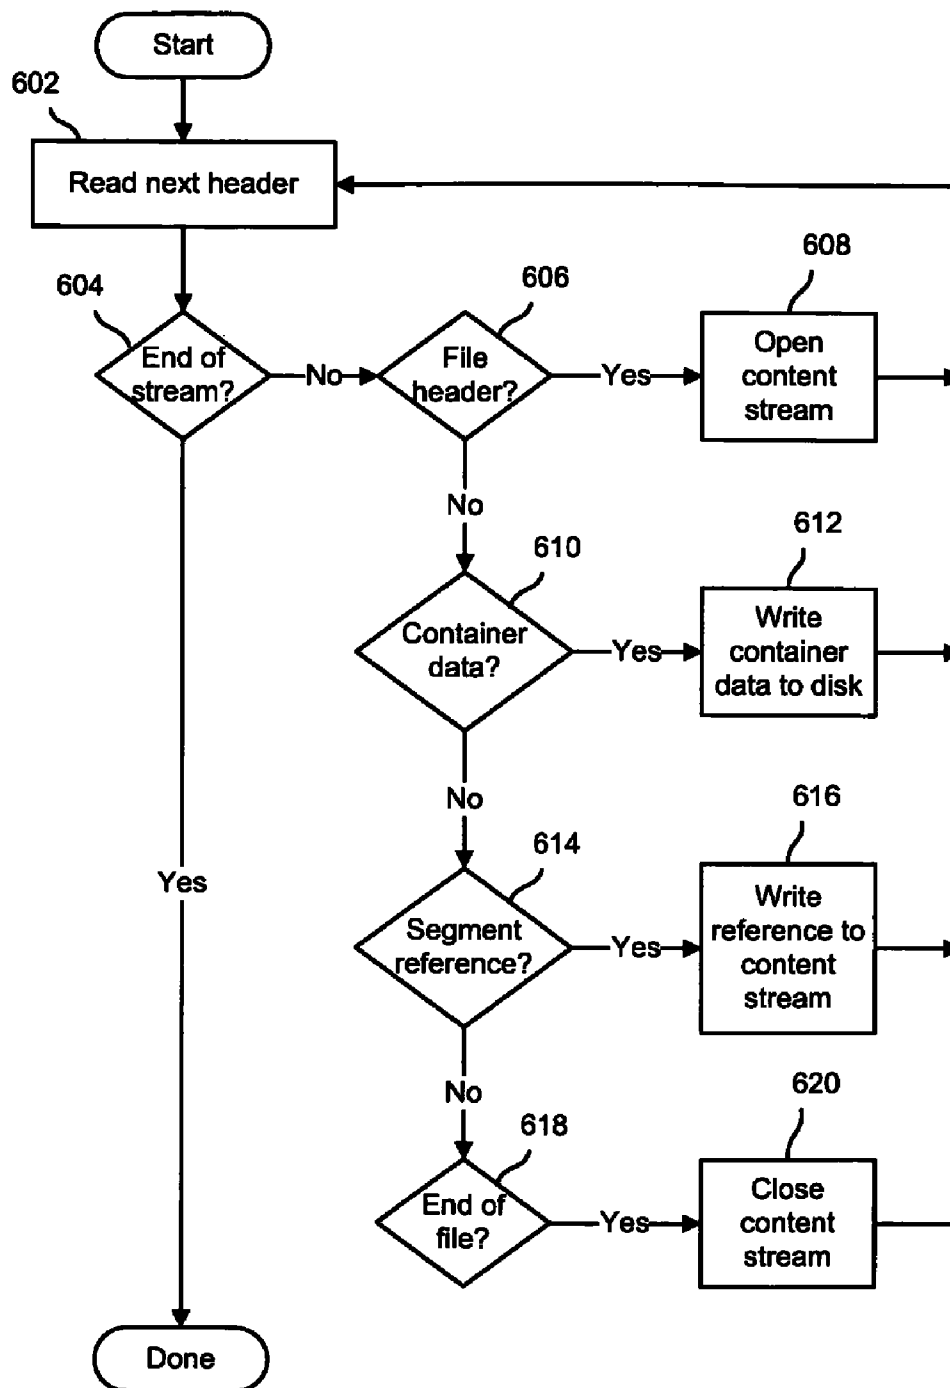 Start
602
Read next header
604
606
608
End of
stream?
No
File
header?
Yes
Open
content
stream
No
610
612
Container
data?
Yes
Write
container
data to disk
No
614
616
Yes
Segment
reference?
Yes
Write
reference to
content
stream
No
618
620
End of
file?
Yes
Close
content
stream
Done